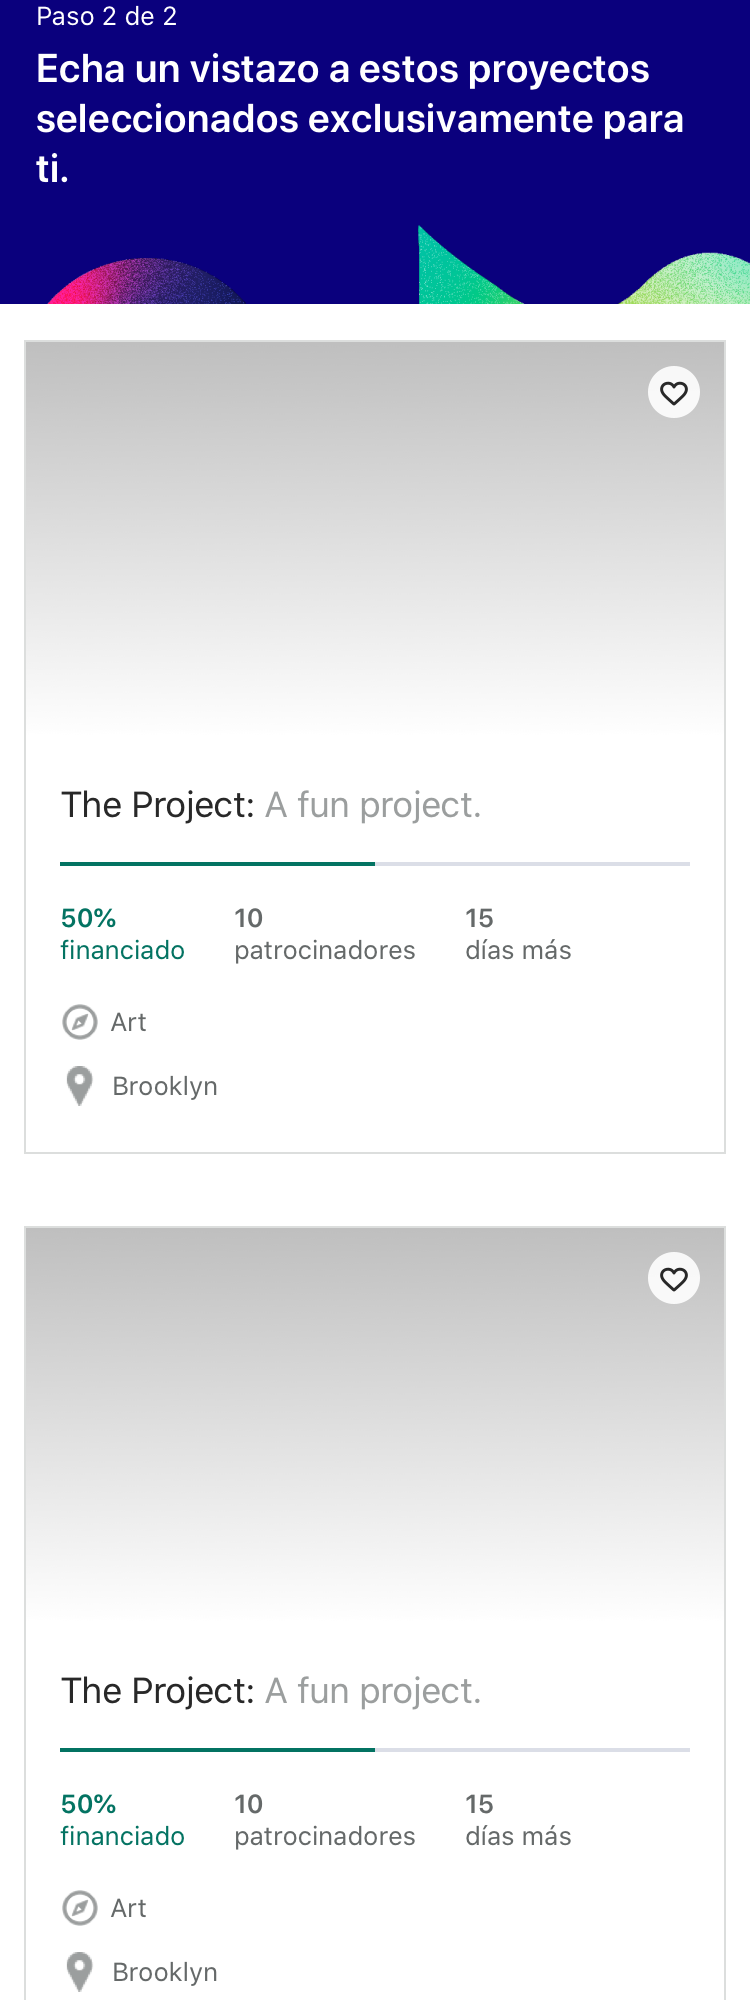 Paso 2 de 2
Echa un vistazo a estos proyectos
seleccionados exclusivamente para
ti.
The Project: A fun project.
50%
financiado
10
patrocinadores
15
días más
Art
Brooklyn
The Project: A fun project.
50%
financiado
10
patrocinadores
15
días más
Art
Brooklyn